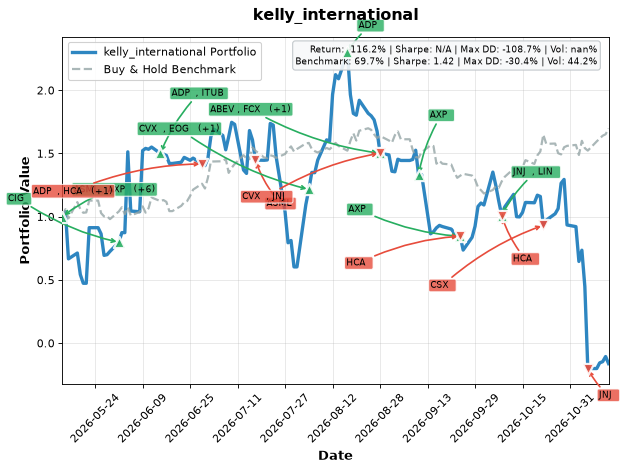 kelly_international
ADP
kelly_international Portfolio
Buy & Hold Benchmark
Return: -116.2% | Sharpe: N/A | Max DD: -108.7% | Vol: nan%
Benchmark: 69.7% | Sharpe: 1.42 | Max DD: -30.4% | Vol: 44.2%
ADP , ITUB
ABEV, FCX (+1)
AXP
CVX , EOG (+1)
JNJ , LIN
ADP , HCA (+1)
XP (+6)
CIG
CVX , JNJ
AXP
HCA
HCA
CSX
JNJ
Portfolio Value
2.0
1.5
1.0
0.5
0.0
2026-05-24
2026-06-09
2026-06-25
2026-07-11
2026-07-27
2026-08-12
2026-08-28
2026-09-13
2026-09-29
2026-10-15
2026-10-31
Date